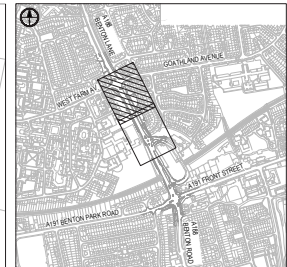 A188
BENTON LANE
GOATHLAND AVENUE
WEST FARM AV
A191 FRONT STREET
A191 BENTON PARK ROAD
A188
BENTON ROAD